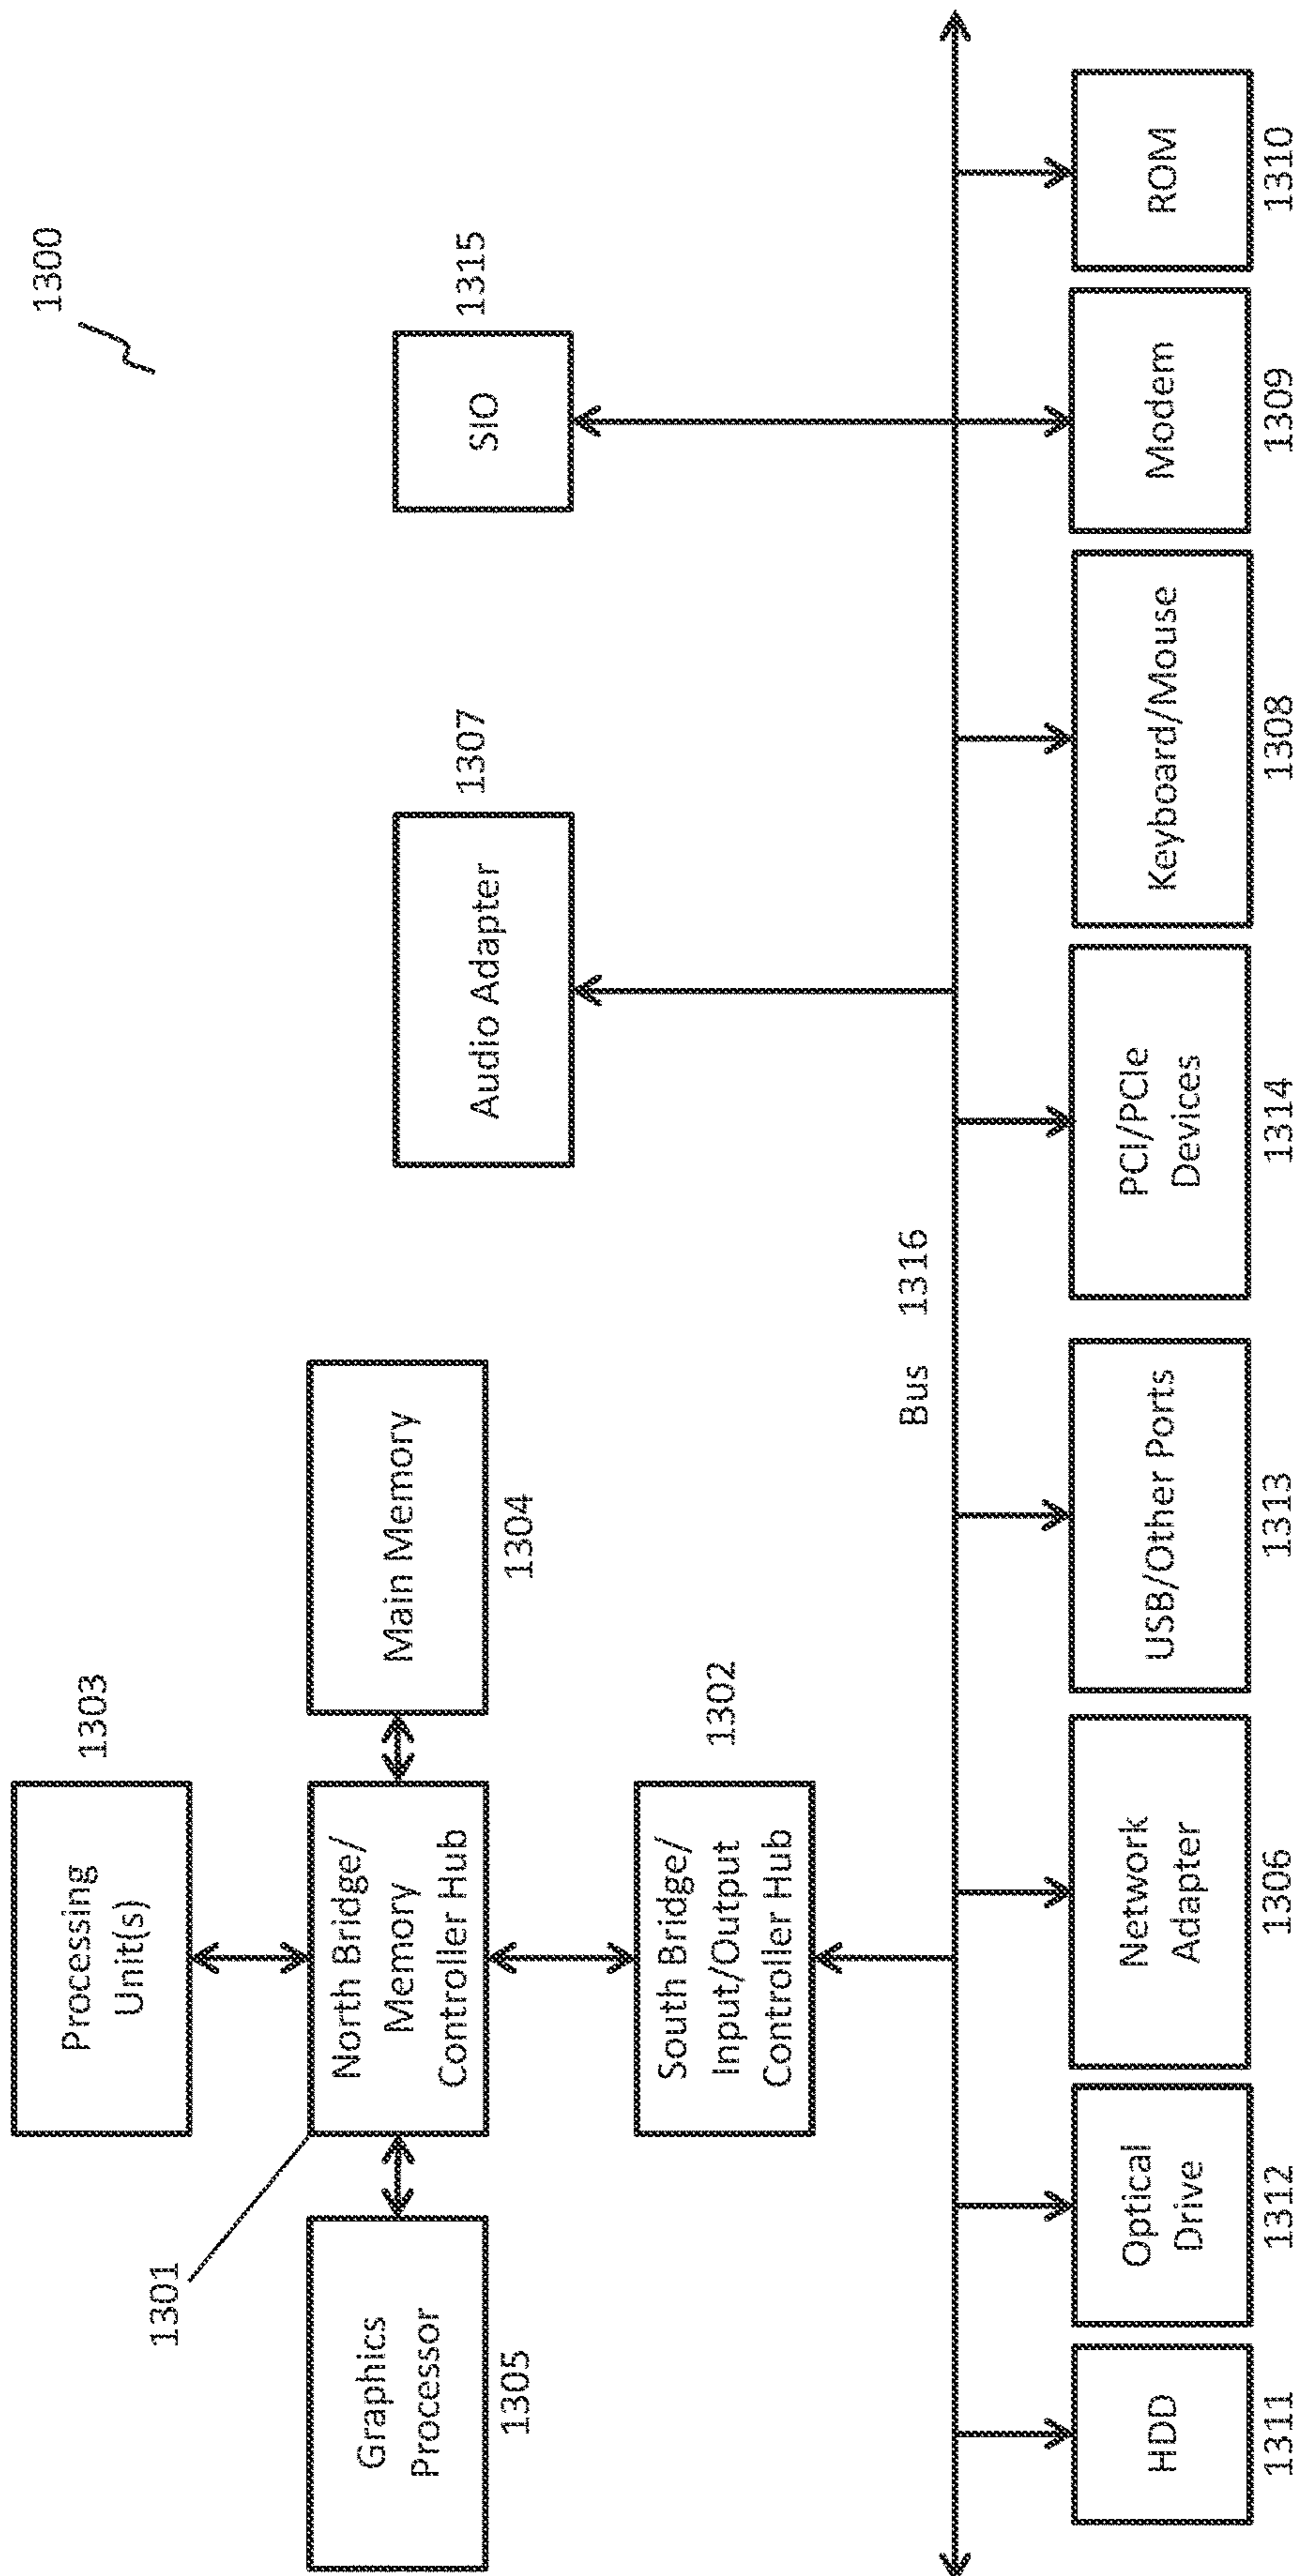 1300
1303
Processing
Unit(s)
1301
Graphics
Processor
1305
North Bridge/
Memory
Controller Hub
Main Memory
1304
South Bridge/
Input/Output
Controller Hub
1302
Audio Adapter
1307
SIO
1315
Bus 1316
HDD
1311
Optical
Drive
1312
Network
Adapter
1306
USB/Other Ports
1313
PCI/PCIe
Devices
1314
Keyboard/Mouse
1308
Modem
1309
ROM
1310